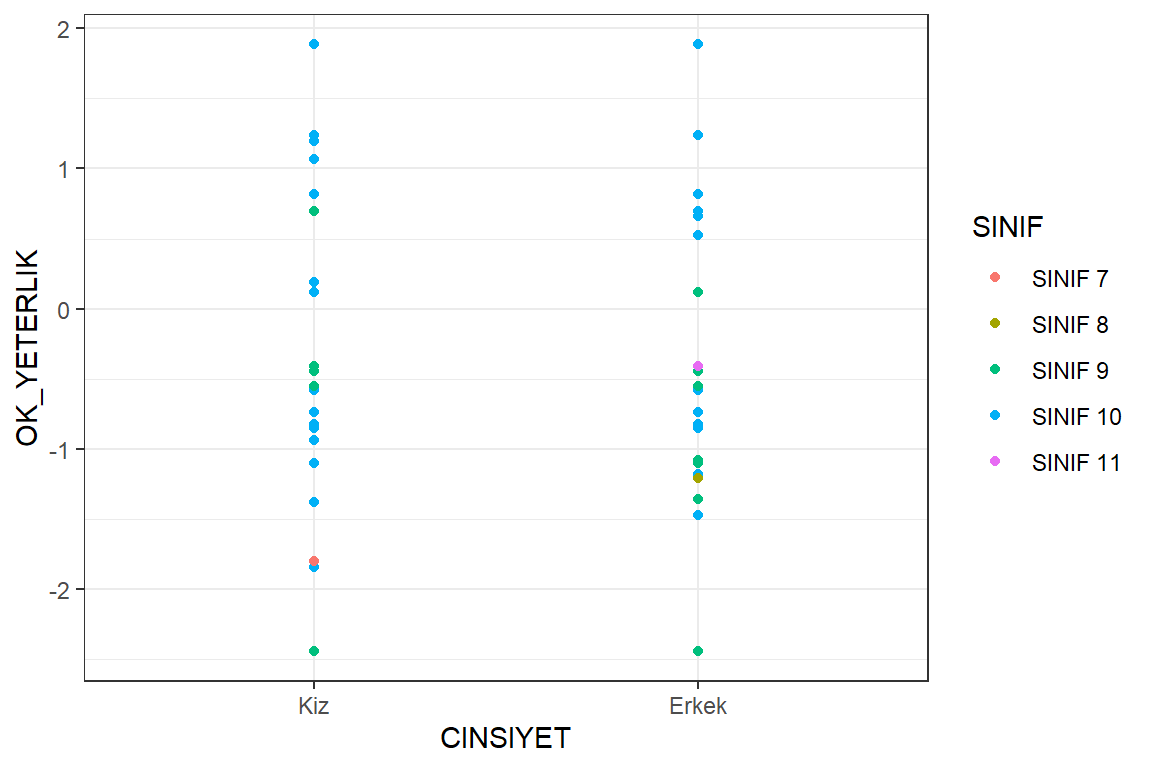 2
1
0
-1
-2
OK_YETERLIK
Kiz
Erkek
CINSIYET
SINIF
SINIF 7
SINIF 8
SINIF 9
SINIF 10
SINIF 11